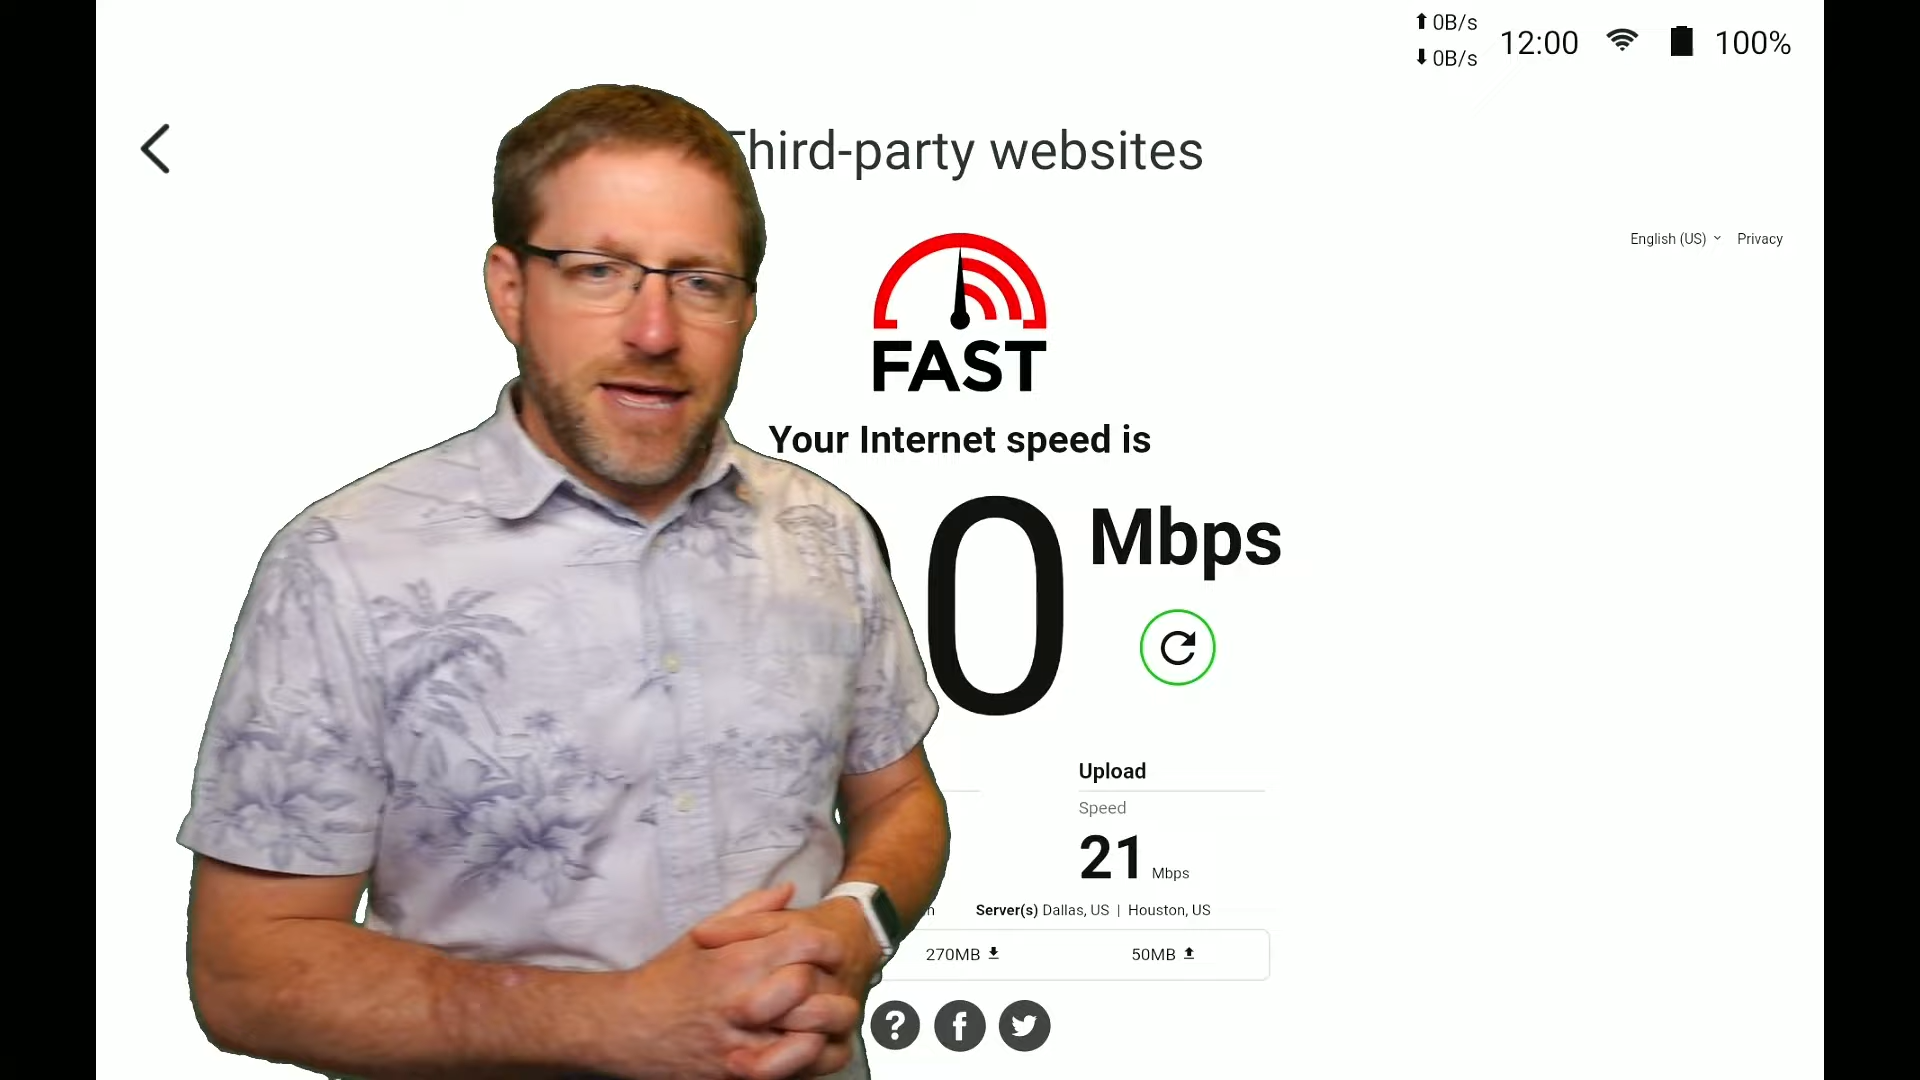 0B/s
0B/s
12:00
100%
Third-party websites
English (US)
Privacy
FAST
Your Internet speed is
0 Mbps
Upload
Speed
21 Mbps
Server(s) Dallas, US | Houston, US
270MB
50MB